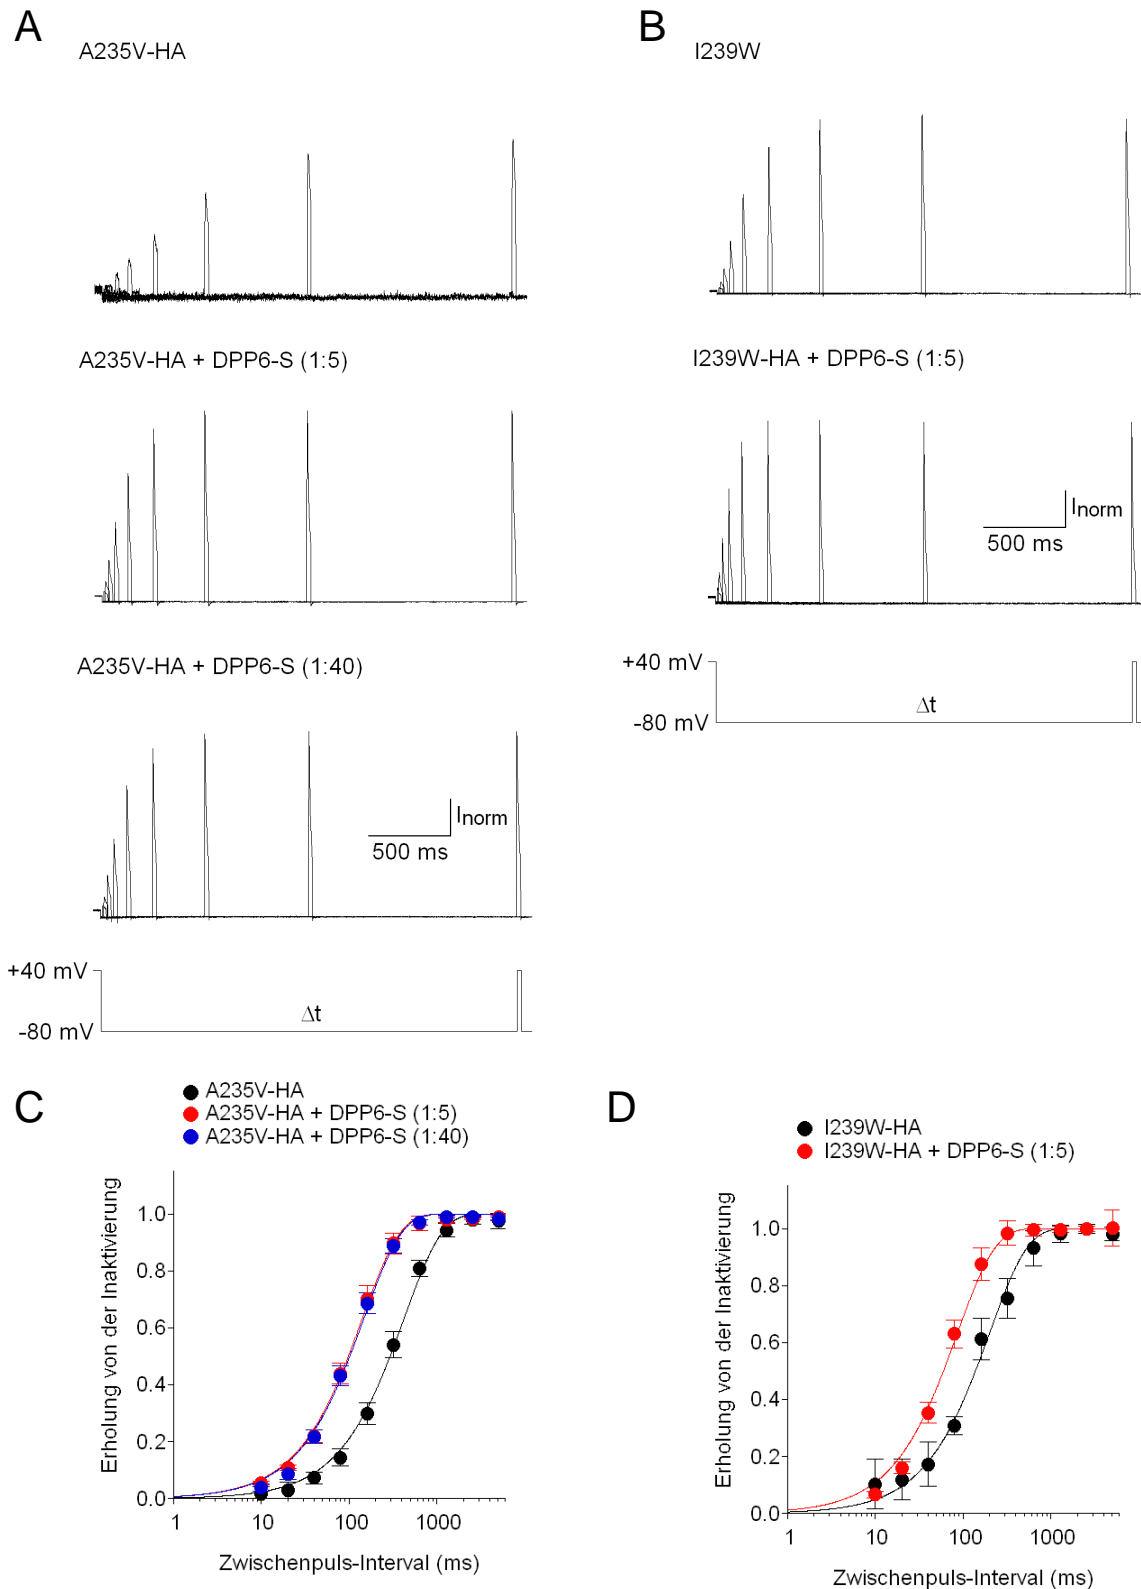 A
A235V-HA
A235V-HA + DPP6-S (1:5)
A235V-HA + DPP6-S (1:40)
Inorm
500 ms
+40 mV
Δt
-80 mV
B
I239W
I239W-HA + DPP6-S (1:5)
Inorm
500 ms
+40 mV
Δt
-80 mV
C
A235V-HA
A235V-HA + DPP6-S (1:5)
A235V-HA + DPP6-S (1:40)
Erholung von der Inaktivierung
1.0
0.8
0.6
0.4
0.2
0.0
1 10 100 1000
Zwischenpuls-Interval (ms)
D
I239W-HA
I239W-HA + DPP6-S (1:5)
Erholung von der Inaktivierung
1.0
0.8
0.6
0.4
0.2
0.0
1 10 100 1000
Zwischenpuls-Interval (ms)